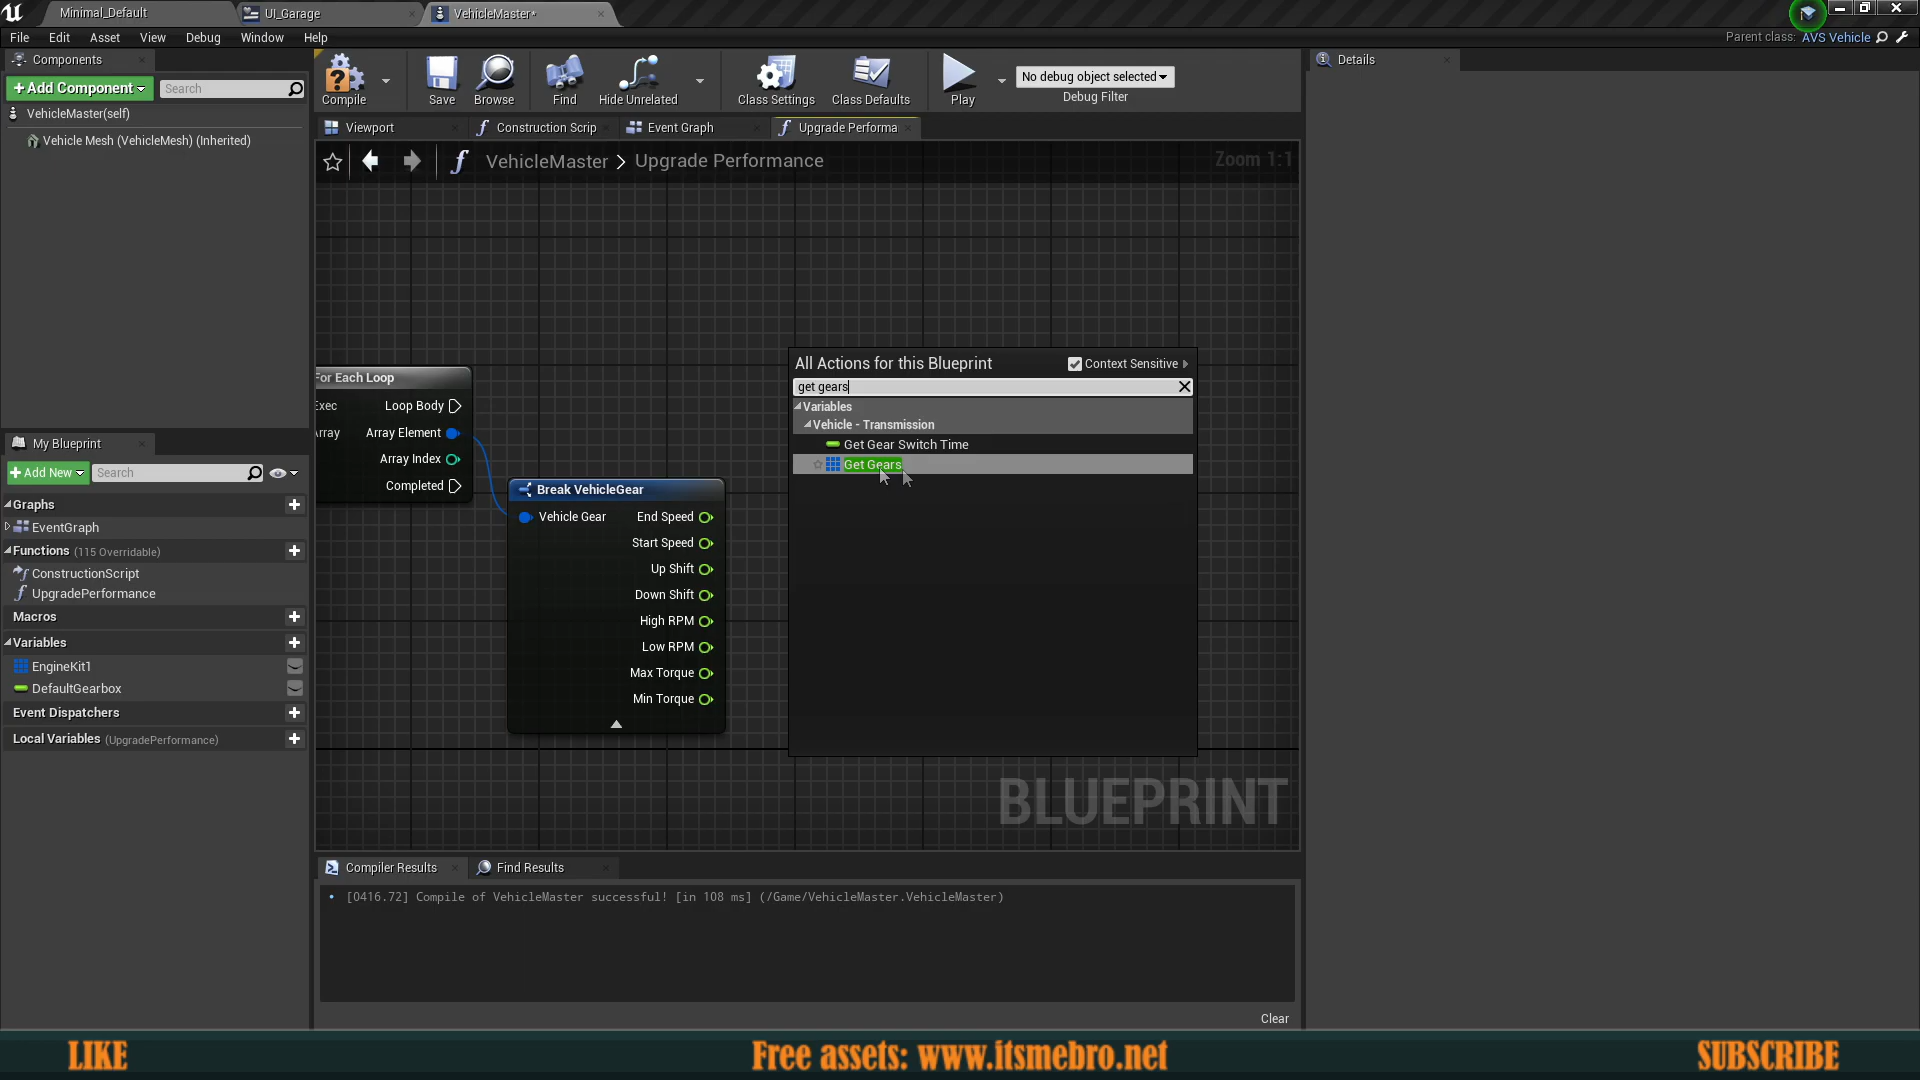 Minimal_Default
UI_Garage
VehicleMaster*
File Edit Asset View Debug Window Help
Parent class: AVS Vehicle
Components
+ Add Component
Search
VehicleMaster(self)
Vehicle Mesh (VehicleMesh) (Inherited)
Compile
Save
Browse
Find
Hide Unrelated
Class Settings
Class Defaults
Play
No debug object selected
Debug Filter
Details
Viewport
Construction Scrip
Event Graph
Upgrade Performa
VehicleMaster > Upgrade Performance
Zoom 1:1
For Each Loop
Exec
Loop Body
Array
Array Element
Array Index
Completed
Break VehicleGear
Vehicle Gear
End Speed
Start Speed
Up Shift
Down Shift
High RPM
Low RPM
Max Torque
Min Torque
All Actions for this Blueprint
Context Sensitive
get gears
Variables
Vehicle - Transmission
Get Gear Switch Time
Get Gears
BLUEPRINT
My Blueprint
+ Add New
Search
Graphs
EventGraph
Functions (115 Overridable)
ConstructionScript
UpgradePerformance
Macros
Variables
EngineKit1
DefaultGearbox
Event Dispatchers
Local Variables (UpgradePerformance)
Compiler Results
Find Results
[0416.72] Compile of VehicleMaster successful! [in 108 ms] (/Game/VehicleMaster.VehicleMaster)
Clear
LIKE
Free assets: www.itsmebro.net
SUBSCRIBE